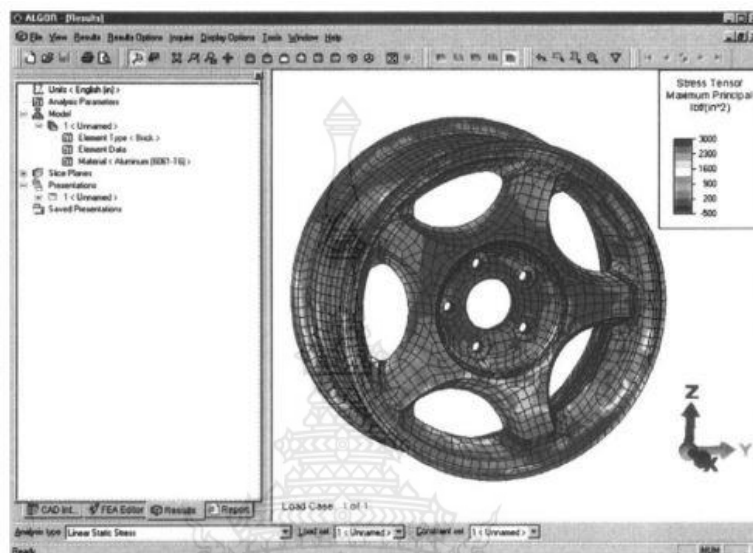 ALGOR - [Results]
File View Results Results Options Inquire Display Options Tools Window Help
Units < English (in) >
Analysis Parameters
Model
1 < Unnamed >
Element Type < Brick >
Element Data
Material < Aluminum (6061-T6) >
Slice Planes
Presentations
1 < Unnamed >
Saved Presentations
Stress Tensor
Maximum Principal
lbf/(in^2)
3000
2300
1600
900
200
-500
Z
Y
X
Load Case: 1 of 1
CAD Int... FEA Editor Results Report
Analysis type Linear Static Stress Load set 1 < Unnamed > Constraint set 1 < Unnamed >
Ready NUM